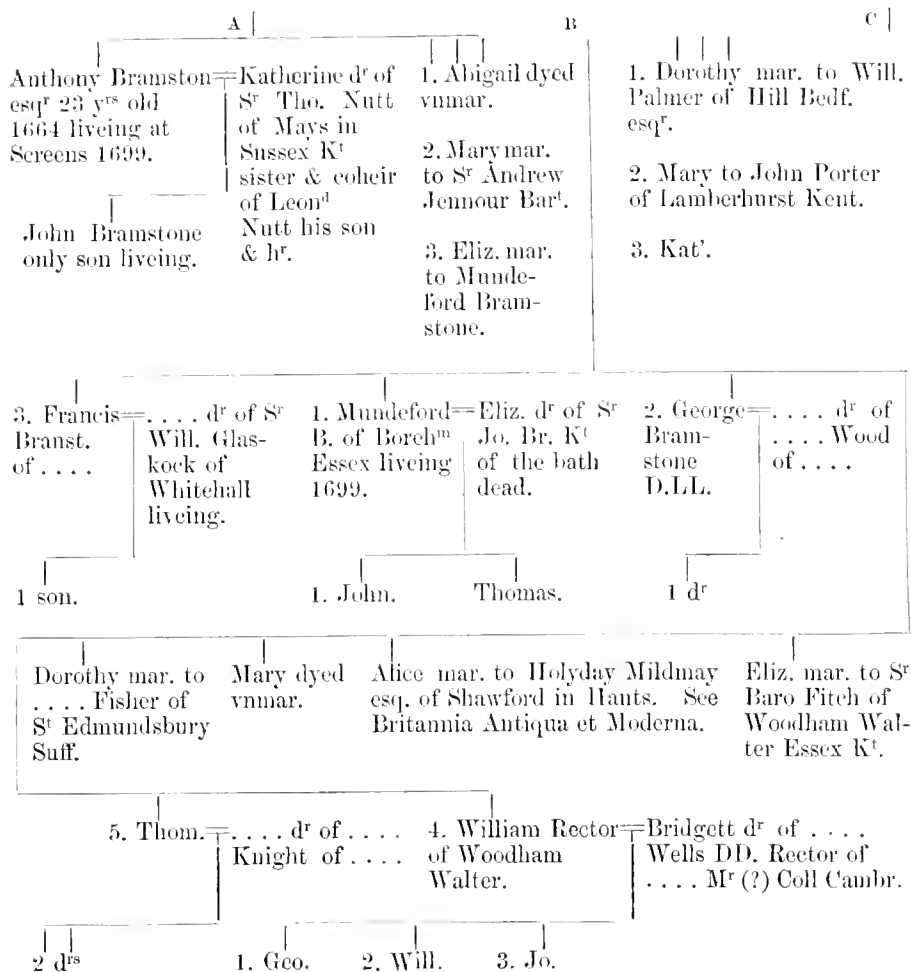 A B C
Anthony Bramston=Katherine dʳ of
esqʳ 23 yʳˢ old Sʳ Tho. Nutt
1664 liveing at of Mays in
Screens 1699. Sussex Kᵗ
sister & coheir
of Leonᵈ
Nutt his son
& hʳ.
John Bramstone
only son liveing.
1. Abigail dyed
vnmar.
2. Mary mar.
to Sʳ Andrew
Jennour Barᵗ.
3. Eliz. mar.
to Munde-
ford Bram-
stone.
1. Dorothy mar. to Will.
Palmer of Hill Bedf.
esqʳ.
2. Mary to John Porter
of Lamberhurst Kent.
3. Kat'.
3. Francis=. . . . dʳ of Sʳ
Branst. Will. Glas-
of . . . . kock of
Whitehall
liveing.
1. Mundeford=Eliz. dʳ of Sʳ
B. of Borehᵐ Jo. Br. Kᵗ
Essex liveing of the bath
1699. dead.
2. George=. . . . dʳ of
Bram- . . . . Wood
stone of . . . .
D.LL.
1 son. 1. John. Thomas. 1 dʳ
Dorothy mar. to
. . . . Fisher of
Sᵗ Edmundsbury
Suff.
Mary dyed
vnmar.
Alice mar. to Holyday Mildmay
esq. of Shawford in Hants. See
Britannia Antiqua et Moderna.
Eliz. mar. to Sʳ
Baro Fitch of
Woodham Wal-
ter Essex Kᵗ.
5. Thom.=. . . . dʳ of . . . .
Knight of . . . .
4. William Rector=Bridgett dʳ of . . . .
of Woodham Wells DD. Rector of
Walter. . . . . Mʳ (?) Coll Cambr.
2 dʳˢ 1. Geo. 2. Will. 3. Jo.